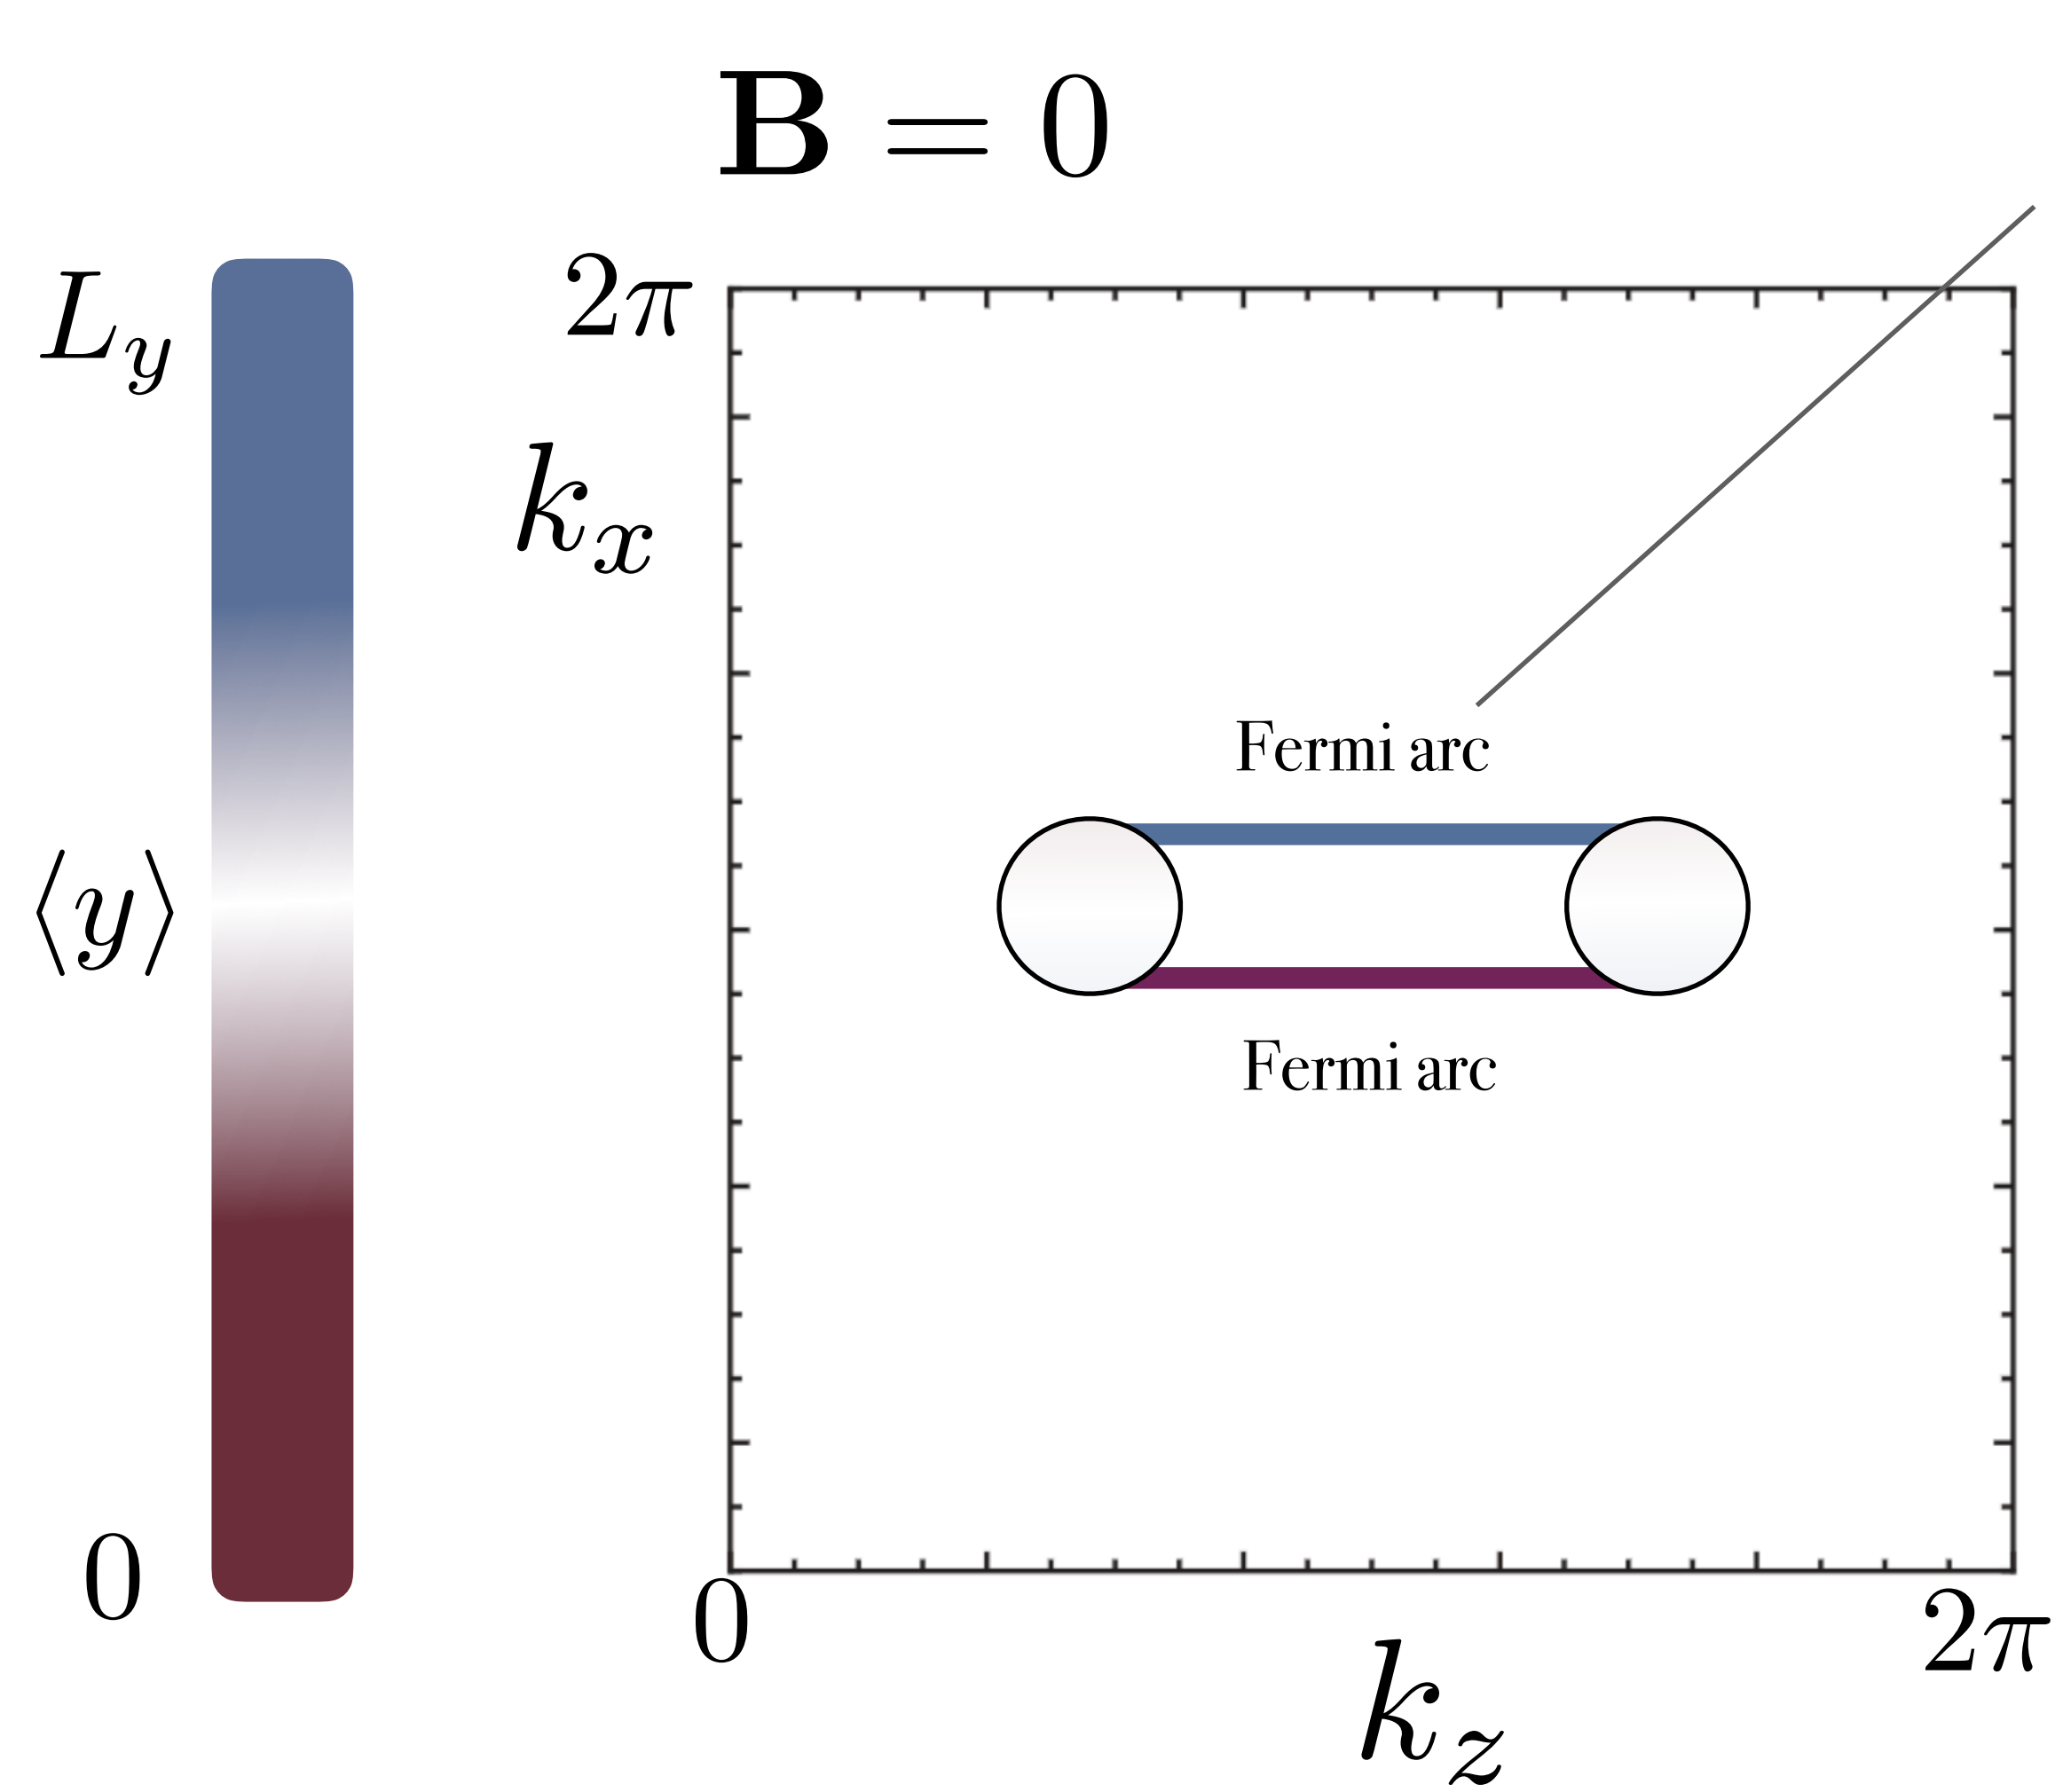 𝐁 = 0
L_y
2π
k_x
Fermi arc
⟨y⟩
Fermi arc
0
0
2π
k_z